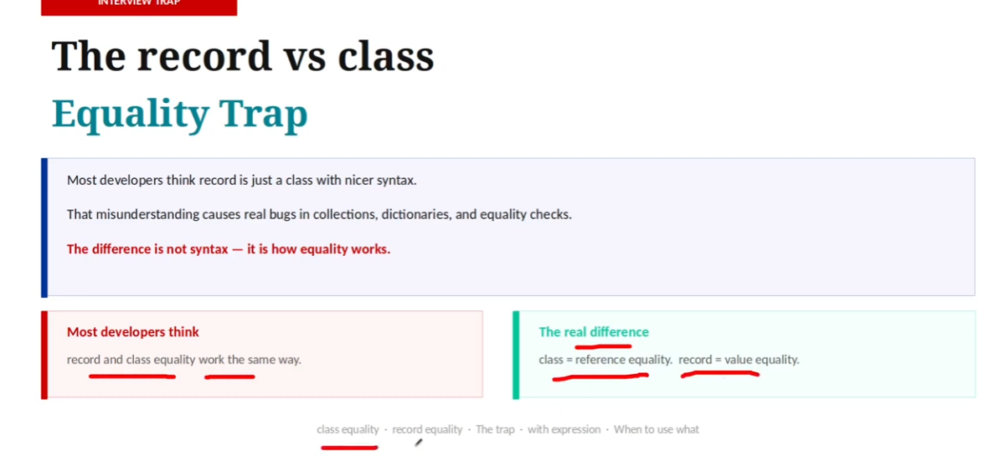 INTERVIEW TRAP
The record vs class
Equality Trap
Most developers think record is just a class with nicer syntax.
That misunderstanding causes real bugs in collections, dictionaries, and equality checks.
The difference is not syntax — it is how equality works.
Most developers think
record and class equality work the same way.
The real difference
class = reference equality.  record = value equality.
class equality · record equality · The trap · with expression · When to use what